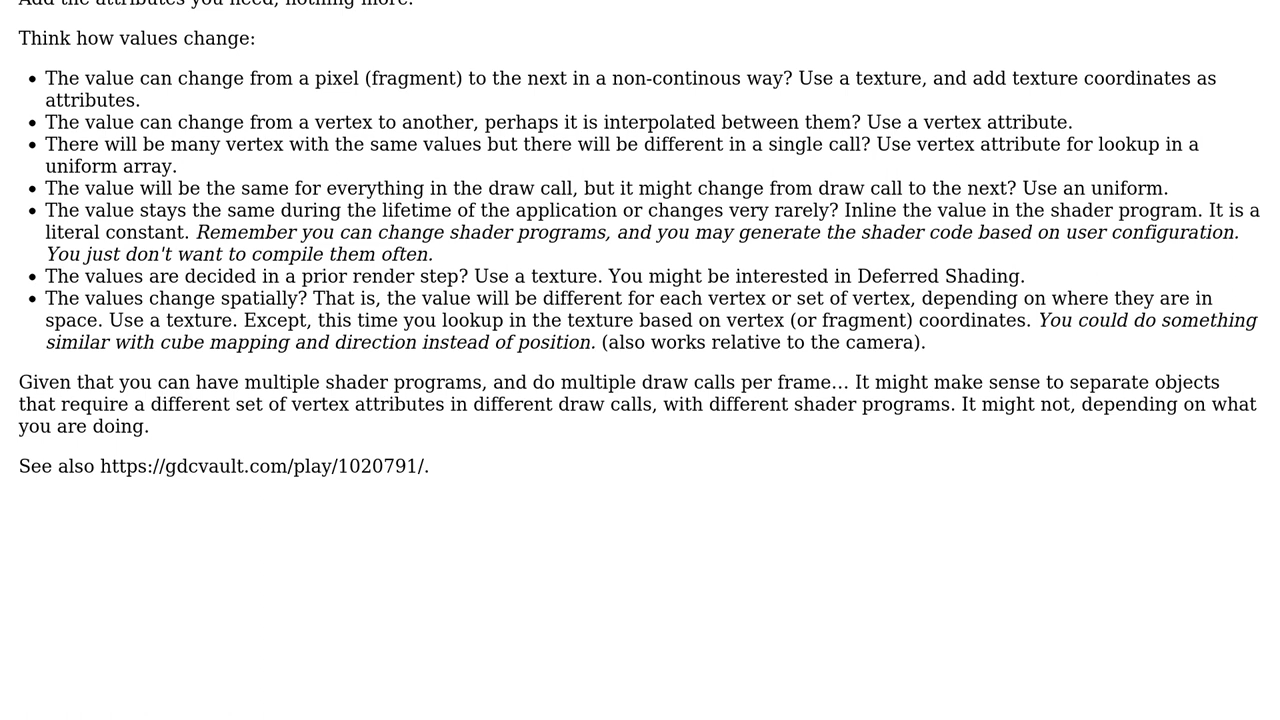 Add the attributes you need, nothing more.
Think how values change:
• The value can change from a pixel (fragment) to the next in a non-continous way? Use a texture, and add texture coordinates as
attributes.
• The value can change from a vertex to another, perhaps it is interpolated between them? Use a vertex attribute.
• There will be many vertex with the same values but there will be different in a single call? Use vertex attribute for lookup in a
uniform array.
• The value will be the same for everything in the draw call, but it might change from draw call to the next? Use an uniform.
• The value stays the same during the lifetime of the application or changes very rarely? Inline the value in the shader program. It is a
literal constant. Remember you can change shader programs, and you may generate the shader code based on user configuration.
You just don't want to compile them often.
• The values are decided in a prior render step? Use a texture. You might be interested in Deferred Shading.
• The values change spatially? That is, the value will be different for each vertex or set of vertex, depending on where they are in
space. Use a texture. Except, this time you lookup in the texture based on vertex (or fragment) coordinates. You could do something
similar with cube mapping and direction instead of position. (also works relative to the camera).
Given that you can have multiple shader programs, and do multiple draw calls per frame... It might make sense to separate objects
that require a different set of vertex attributes in different draw calls, with different shader programs. It might not, depending on what
you are doing.
See also https://gdcvault.com/play/1020791/.